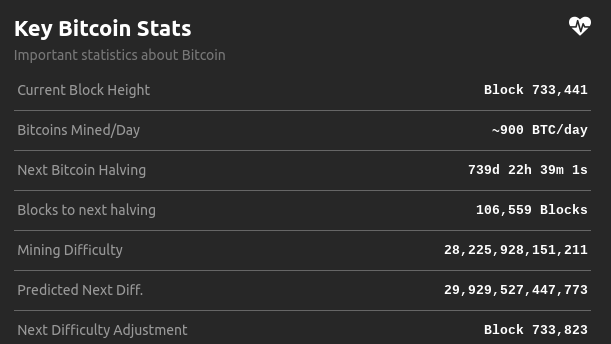 Key Bitcoin Stats
Important statistics about Bitcoin
Current Block Height Block 733,441
Bitcoins Mined/Day ~900 BTC/day
Next Bitcoin Halving 739d 22h 39m 1s
Blocks to next halving 106,559 Blocks
Mining Difficulty 28,225,928,151,211
Predicted Next Diff. 29,929,527,447,773
Next Difficulty Adjustment Block 733,823